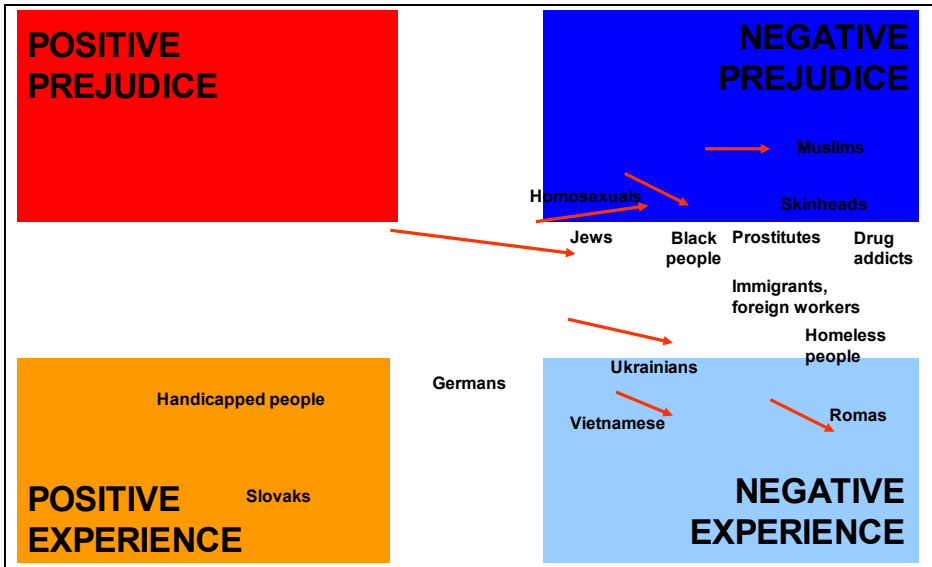 POSITIVE
PREJUDICE
NEGATIVE
PREJUDICE
Muslims
Homosexuals
Skinheads
Jews
Black
people
Prostitutes
Drug
addicts
Immigrants,
foreign workers
Homeless
people
Ukrainians
Germans
Handicapped people
Vietnamese
Romas
POSITIVE
EXPERIENCE
Slovaks
NEGATIVE
EXPERIENCE